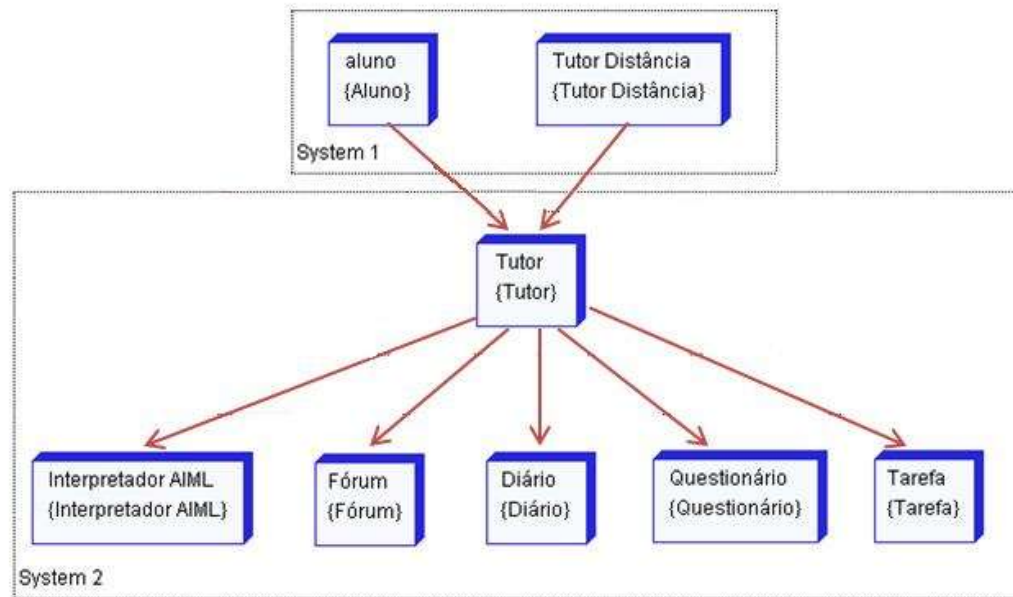 aluno
{Aluno}
Tutor Distância
{Tutor Distância}
System 1
Tutor
{Tutor}
Interpretador AIML
{Interpretador AIML}
Fórum
{Fórum}
Diário
{Diário}
Questionário
{Questionário}
Tarefa
{Tarefa}
System 2